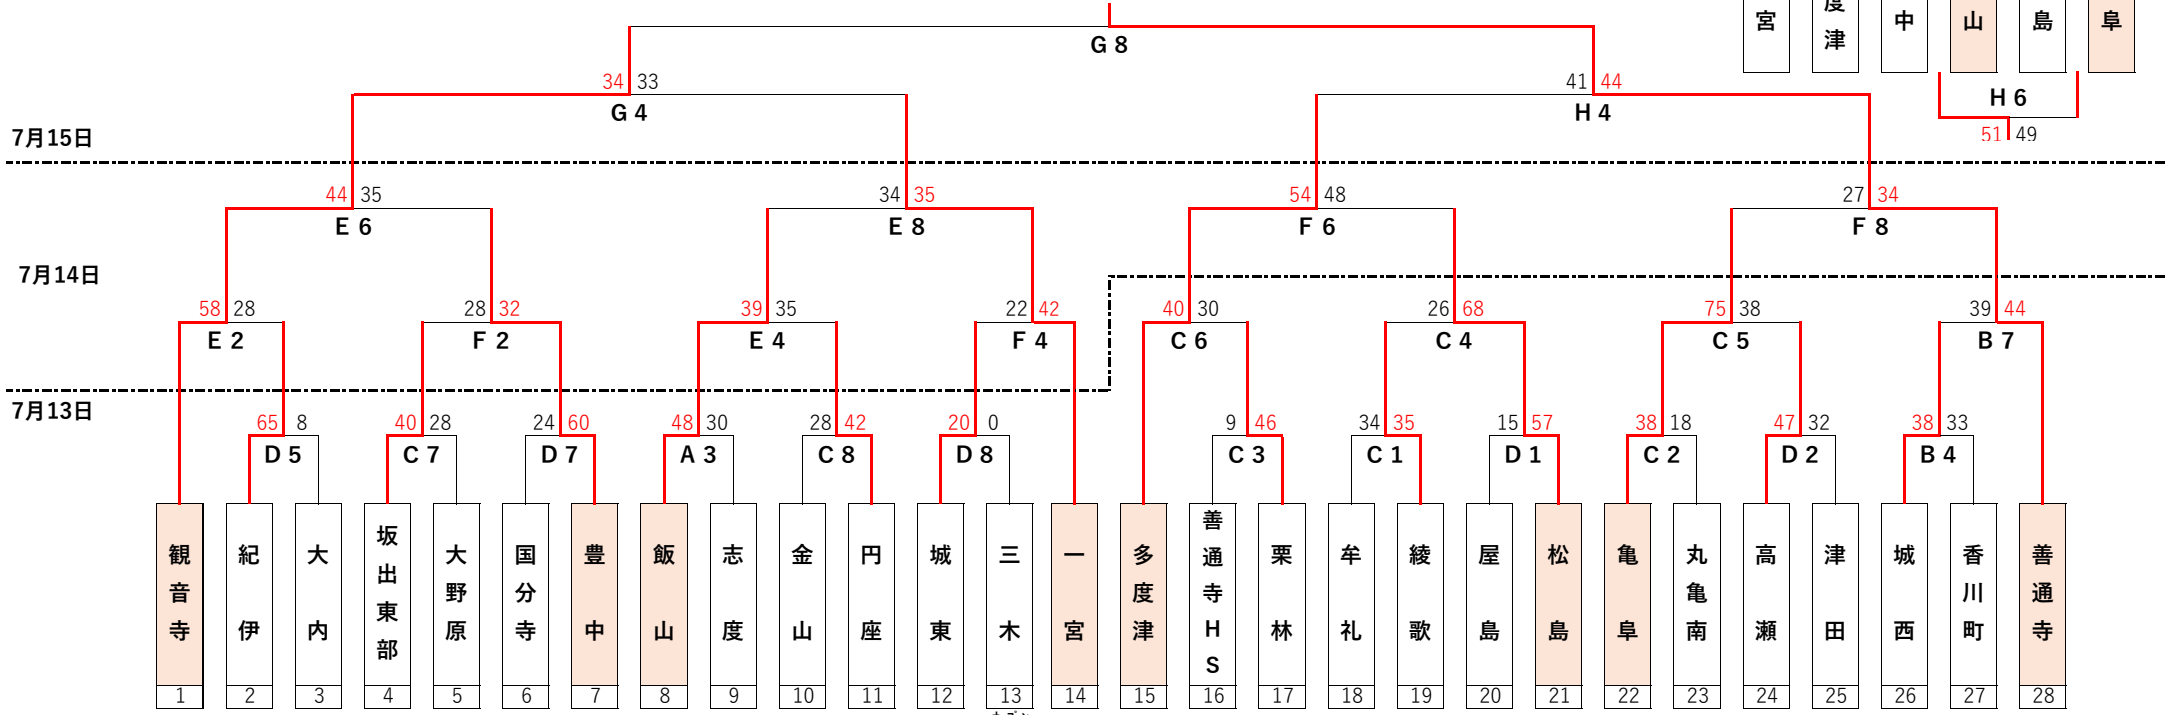 宮
度津
中
山
島
阜
G 8
34 33
G 4
41 44
H 4
H 6
51 49
7月15日
44 35
E 6
34 35
E 8
54 48
F 6
27 34
F 8
7月14日
58 28
E 2
28 32
F 2
39 35
E 4
22 42
F 4
40 30
C 6
26 68
C 4
75 38
C 5
39 44
B 7
7月13日
65 8
D 5
40 28
C 7
24 60
D 7
48 30
A 3
28 42
C 8
20 0
D 8
9 46
C 3
34 35
C 1
15 57
D 1
38 18
C 2
47 32
D 2
38 33
B 4
観音寺
紀伊
大内
坂出東部
大野原
国分寺
豊中
飯山
志度
金山
円座
城東
三木
一宮
多度津
善通寺HS
栗林
牟礼
綾歌
屋島
松島
亀阜
丸亀南
高瀬
津田
城西
香川町
善通寺
1 2 3 4 5 6 7 8 9 10 11 12 13 14 15 16 17 18 19 20 21 22 23 24 25 26 27 28